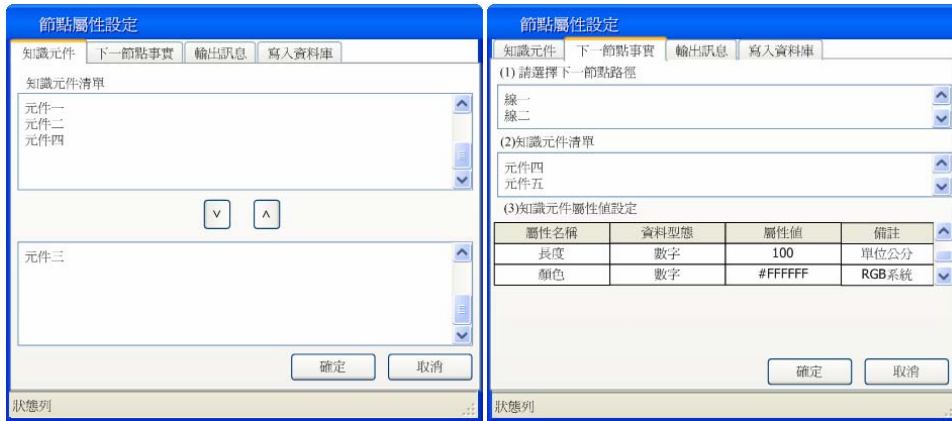 節點屬性設定
知識元件 下一節點事實 輸出訊息 寫入資料庫
知識元件清單
元件一
元件二
元件四
v ʌ
元件三
確定 取消
狀態列
節點屬性設定
知識元件 下一節點事實 輸出訊息 寫入資料庫
(1) 請選擇下一節點路徑
線一
線二
(2)知識元件清單
元件四
元件五
(3)知識元件屬性值設定
屬性名稱 資料型態 屬性值 備註
長度 數字 100 單位公分
顏色 數字 #FFFFFF RGB系統
確定 取消
狀態列